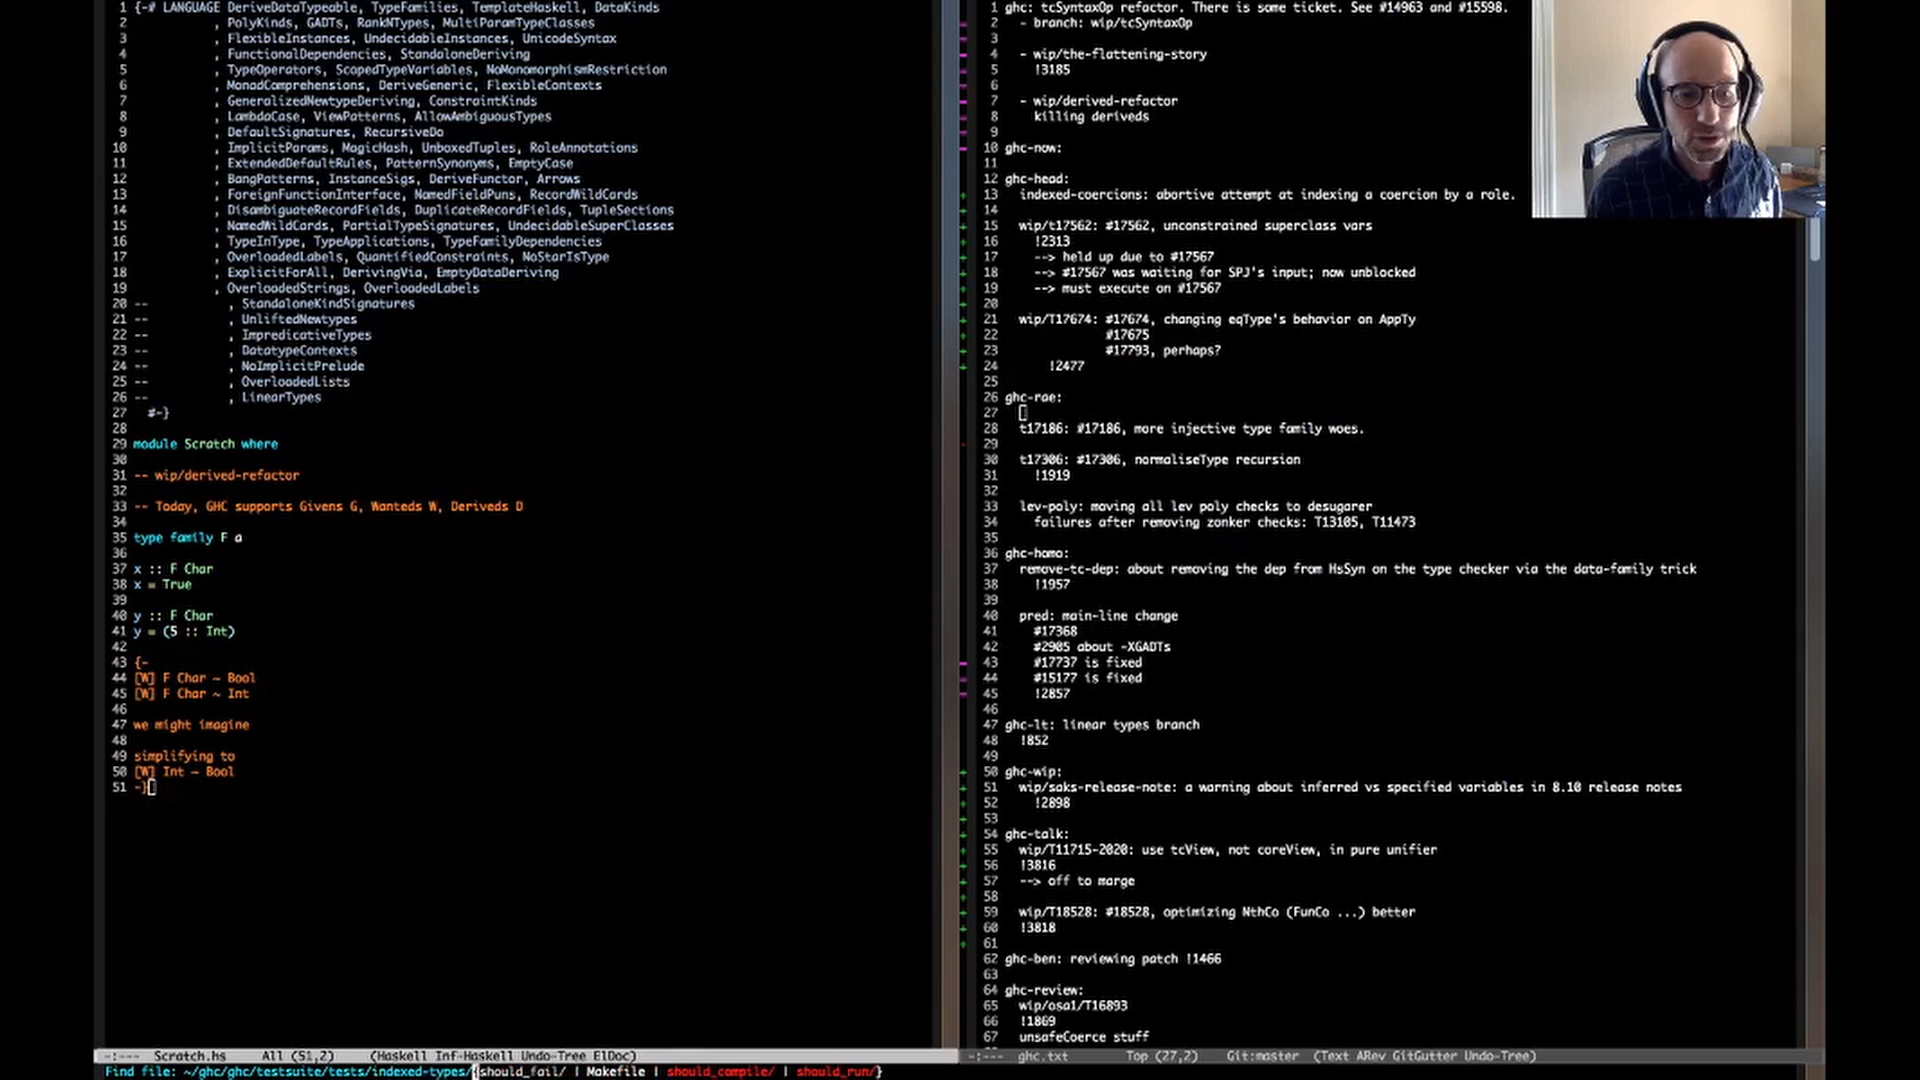 1 {-# LANGUAGE DeriveDataTypeable, TypeFamilies, TemplateHaskell, DataKinds
2 , PolyKinds, GADTs, RankNTypes, MultiParamTypeClasses
3 , FlexibleInstances, UndecidableInstances, UnicodeSyntax
4 , FunctionalDependencies, StandaloneDeriving
5 , TypeOperators, ScopedTypeVariables, NoMonomorphismRestriction
6 , MonadComprehensions, DeriveGeneric, FlexibleContexts
7 , GeneralizedNewtypeDeriving, ConstraintKinds
8 , LambdaCase, ViewPatterns, AllowAmbiguousTypes
9 , DefaultSignatures, RecursiveDo
10 , ImplicitParams, MagicHash, UnboxedTuples, RoleAnnotations
11 , ExtendedDefaultRules, PatternSynonyms, EmptyCase
12 , BangPatterns, InstanceSigs, DeriveFunctor, Arrows
13 , ForeignFunctionInterface, NamedFieldPuns, RecordWildCards
14 , DisambiguateRecordFields, DuplicateRecordFields, TupleSections
15 , NamedWildCards, PartialTypeSignatures, UndecidableSuperClasses
16 , TypeInType, TypeApplications, TypeFamilyDependencies
17 , OverloadedLabels, QuantifiedConstraints, NoStarIsType
18 , ExplicitForAll, DerivingVia, EmptyDataDeriving
19 , OverloadedStrings, OverloadedLabels
20 -- , StandaloneKindSignatures
21 -- , UnliftedNewtypes
22 -- , ImpredicativeTypes
23 -- , DatatypeContexts
24 -- , NoImplicitPrelude
25 -- , OverloadedLists
26 -- , LinearTypes
27 #-}
28
29 module Scratch where
30
31 -- wip/derived-refactor
32
33 -- Today, GHC supports Givens G, Wanteds W, Deriveds D
34
35 type family F a
36
37 x :: F Char
38 x = True
39
40 y :: F Char
41 y = (5 :: Int)
42
43 {-
44 [W] F Char ~ Bool
45 [W] F Char ~ Int
46
47 we might imagine
48
49 simplifying to
50 [W] Int ~ Bool
51 -}
-:--- Scratch.hs All (51,2) (Haskell Inf-Haskell Undo-Tree ElDoc)
1 ghc: tcSyntaxOp refactor. There is some ticket. See #14963 and #15598.
2 - branch: wip/tcSyntaxOp
3
4 - wip/the-flattening-story
5 !3185
6
7 - wip/derived-refactor
8 killing deriveds
9
10 ghc-now:
11
12 ghc-head:
13 indexed-coercions: abortive attempt at indexing a coercion by a role.
14
15 wip/t17562: #17562, unconstrained superclass vars
16 !2313
17 --> held up due to #17567
18 --> #17567 was waiting for SPJ's input; now unblocked
19 --> must execute on #17567
20
21 wip/T17674: #17674, changing eqType's behavior on AppTy
22 #17675
23 #17793, perhaps?
24 !2477
25
26 ghc-rae:
27
28 t17186: #17186, more injective type family woes.
29
30 t17306: #17306, normaliseType recursion
31 !1919
32
33 lev-poly: moving all lev poly checks to desugarer
34 failures after removing zonker checks: T13105, T11473
35
36 ghc-homo:
37 remove-tc-dep: about removing the dep from HsSyn on the type checker via the data-family trick
38 !1957
39
40 pred: main-line change
41 #17368
42 #2905 about -XGADTs
43 #17737 is fixed
44 #15177 is fixed
45 !2857
46
47 ghc-lt: linear types branch
48 !852
49
50 ghc-wip:
51 wip/saks-release-note: a warning about inferred vs specified variables in 8.10 release notes
52 !2898
53
54 ghc-talk:
55 wip/T11715-2020: use tcView, not coreView, in pure unifier
56 !3816
57 --> off to marge
58
59 wip/T18528: #18528, optimizing NthCo (FunCo ...) better
60 !3818
61
62 ghc-ben: reviewing patch !1466
63
64 ghc-review:
65 wip/osa1/T16893
66 !1869
67 unsafeCoerce stuff
-:--- ghc.txt Top (27,2) Git:master (Text ARev GitGutter Undo-Tree)
Find file: ~/ghc/ghc/testsuite/tests/indexed-types/{should_fail/ | Makefile | should_compile/ | should_run/}